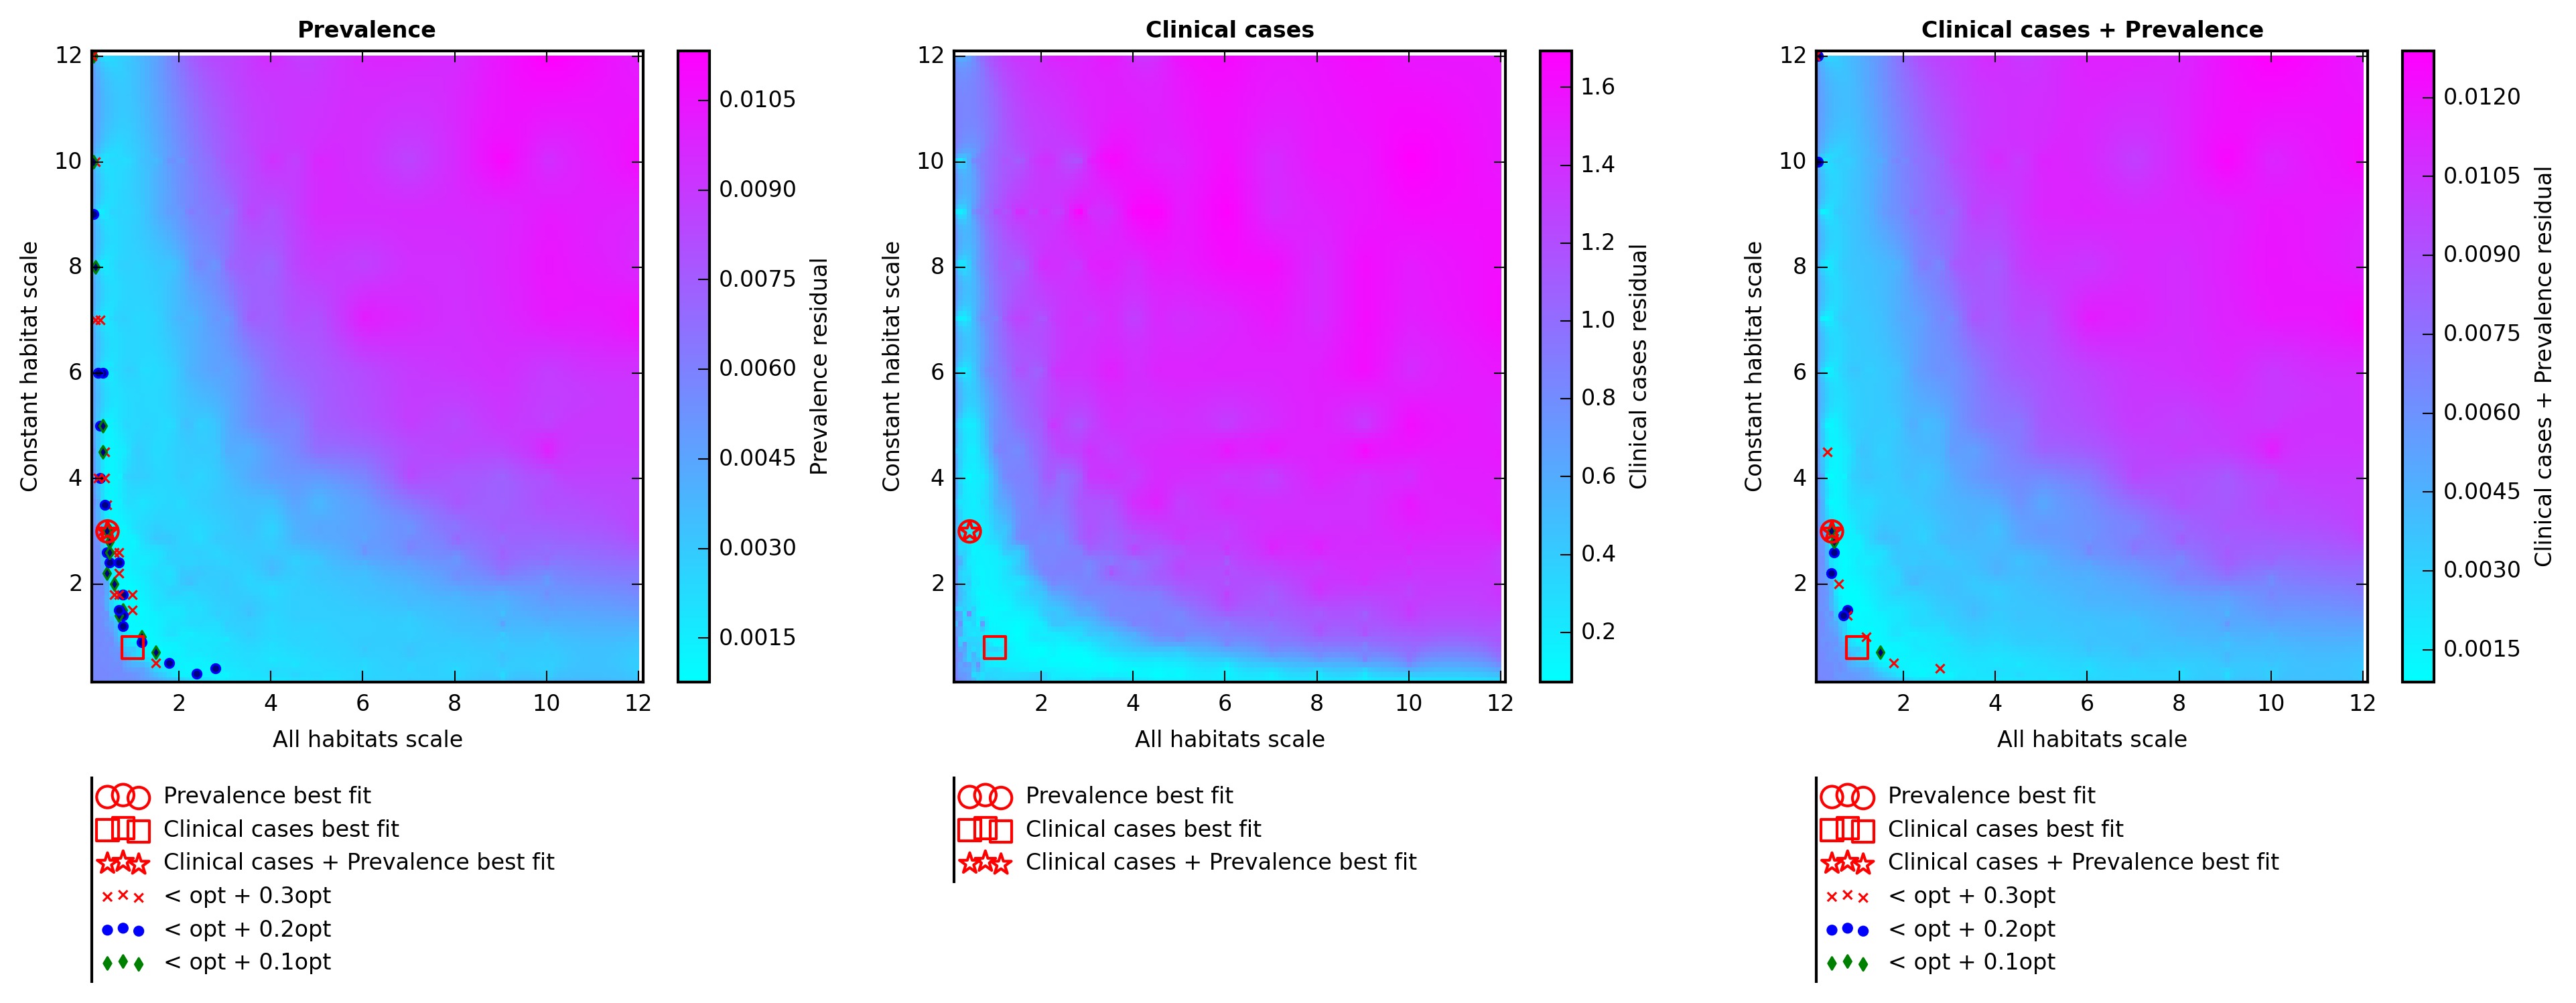 Prevalence
12
10
8
6
4
2
Constant habitat scale
2 4 6 8 10 12
All habitats scale
0.0105
0.0090
0.0075
0.0060
0.0045
0.0030
0.0015
Prevalence residual
Prevalence best fit
Clinical cases best fit
Clinical cases + Prevalence best fit
< opt + 0.3opt
< opt + 0.2opt
< opt + 0.1opt
Clinical cases
12
10
8
6
4
2
Constant habitat scale
2 4 6 8 10 12
All habitats scale
1.6
1.4
1.2
1.0
0.8
0.6
0.4
0.2
Clinical cases residual
Prevalence best fit
Clinical cases best fit
Clinical cases + Prevalence best fit
Clinical cases + Prevalence
12
10
8
6
4
2
Constant habitat scale
2 4 6 8 10 12
All habitats scale
0.0120
0.0105
0.0090
0.0075
0.0060
0.0045
0.0030
0.0015
Clinical cases + Prevalence residual
Prevalence best fit
Clinical cases best fit
Clinical cases + Prevalence best fit
< opt + 0.3opt
< opt + 0.2opt
< opt + 0.1opt